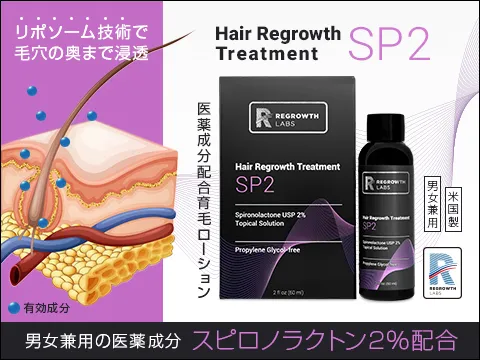 リポソーム技術で
毛穴の奥まで浸透
Hair Regrowth
Treatment SP2
医薬成分配合育毛ローション
REGROWTH
LABS
Hair Regrowth Treatment
SP2
Spironolactone USP 2%
Topical Solution
Propylene Glycol-free
2 fl oz (60 ml)
REGROWTH
LABS
Hair Regrowth Treatment
SP2
Spironolactone USP 2%
Topical Solution
Propylene Glycol-free
男女兼用
米国製
REGROWTH
LABS
有効成分
男女兼用の医薬成分 スピロノラクトン2%配合